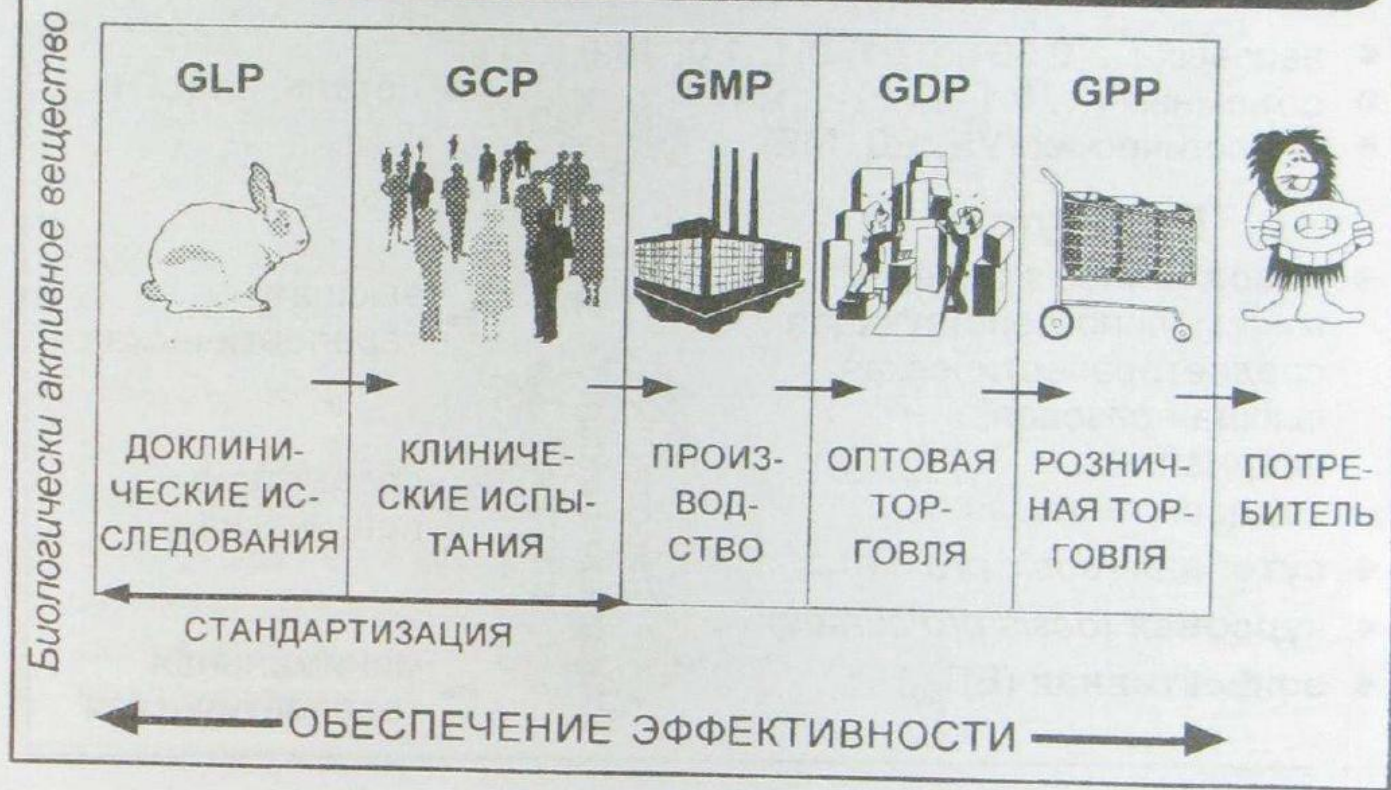 Биологически активное вещество
GLP
GCP
GMP
GDP
GPP
ДОКЛИНИ-
ЧЕСКИЕ ИС-
СЛЕДОВАНИЯ
КЛИНИЧЕ-
СКИЕ ИСПЫ-
ТАНИЯ
ПРОИЗ-
ВОД-
СТВО
ОПТОВАЯ
ТОР-
ГОВЛЯ
РОЗНИЧ-
НАЯ ТОР-
ГОВЛЯ
ПОТРЕ-
БИТЕЛЬ
СТАНДАРТИЗАЦИЯ
ОБЕСПЕЧЕНИЕ ЭФФЕКТИВНОСТИ